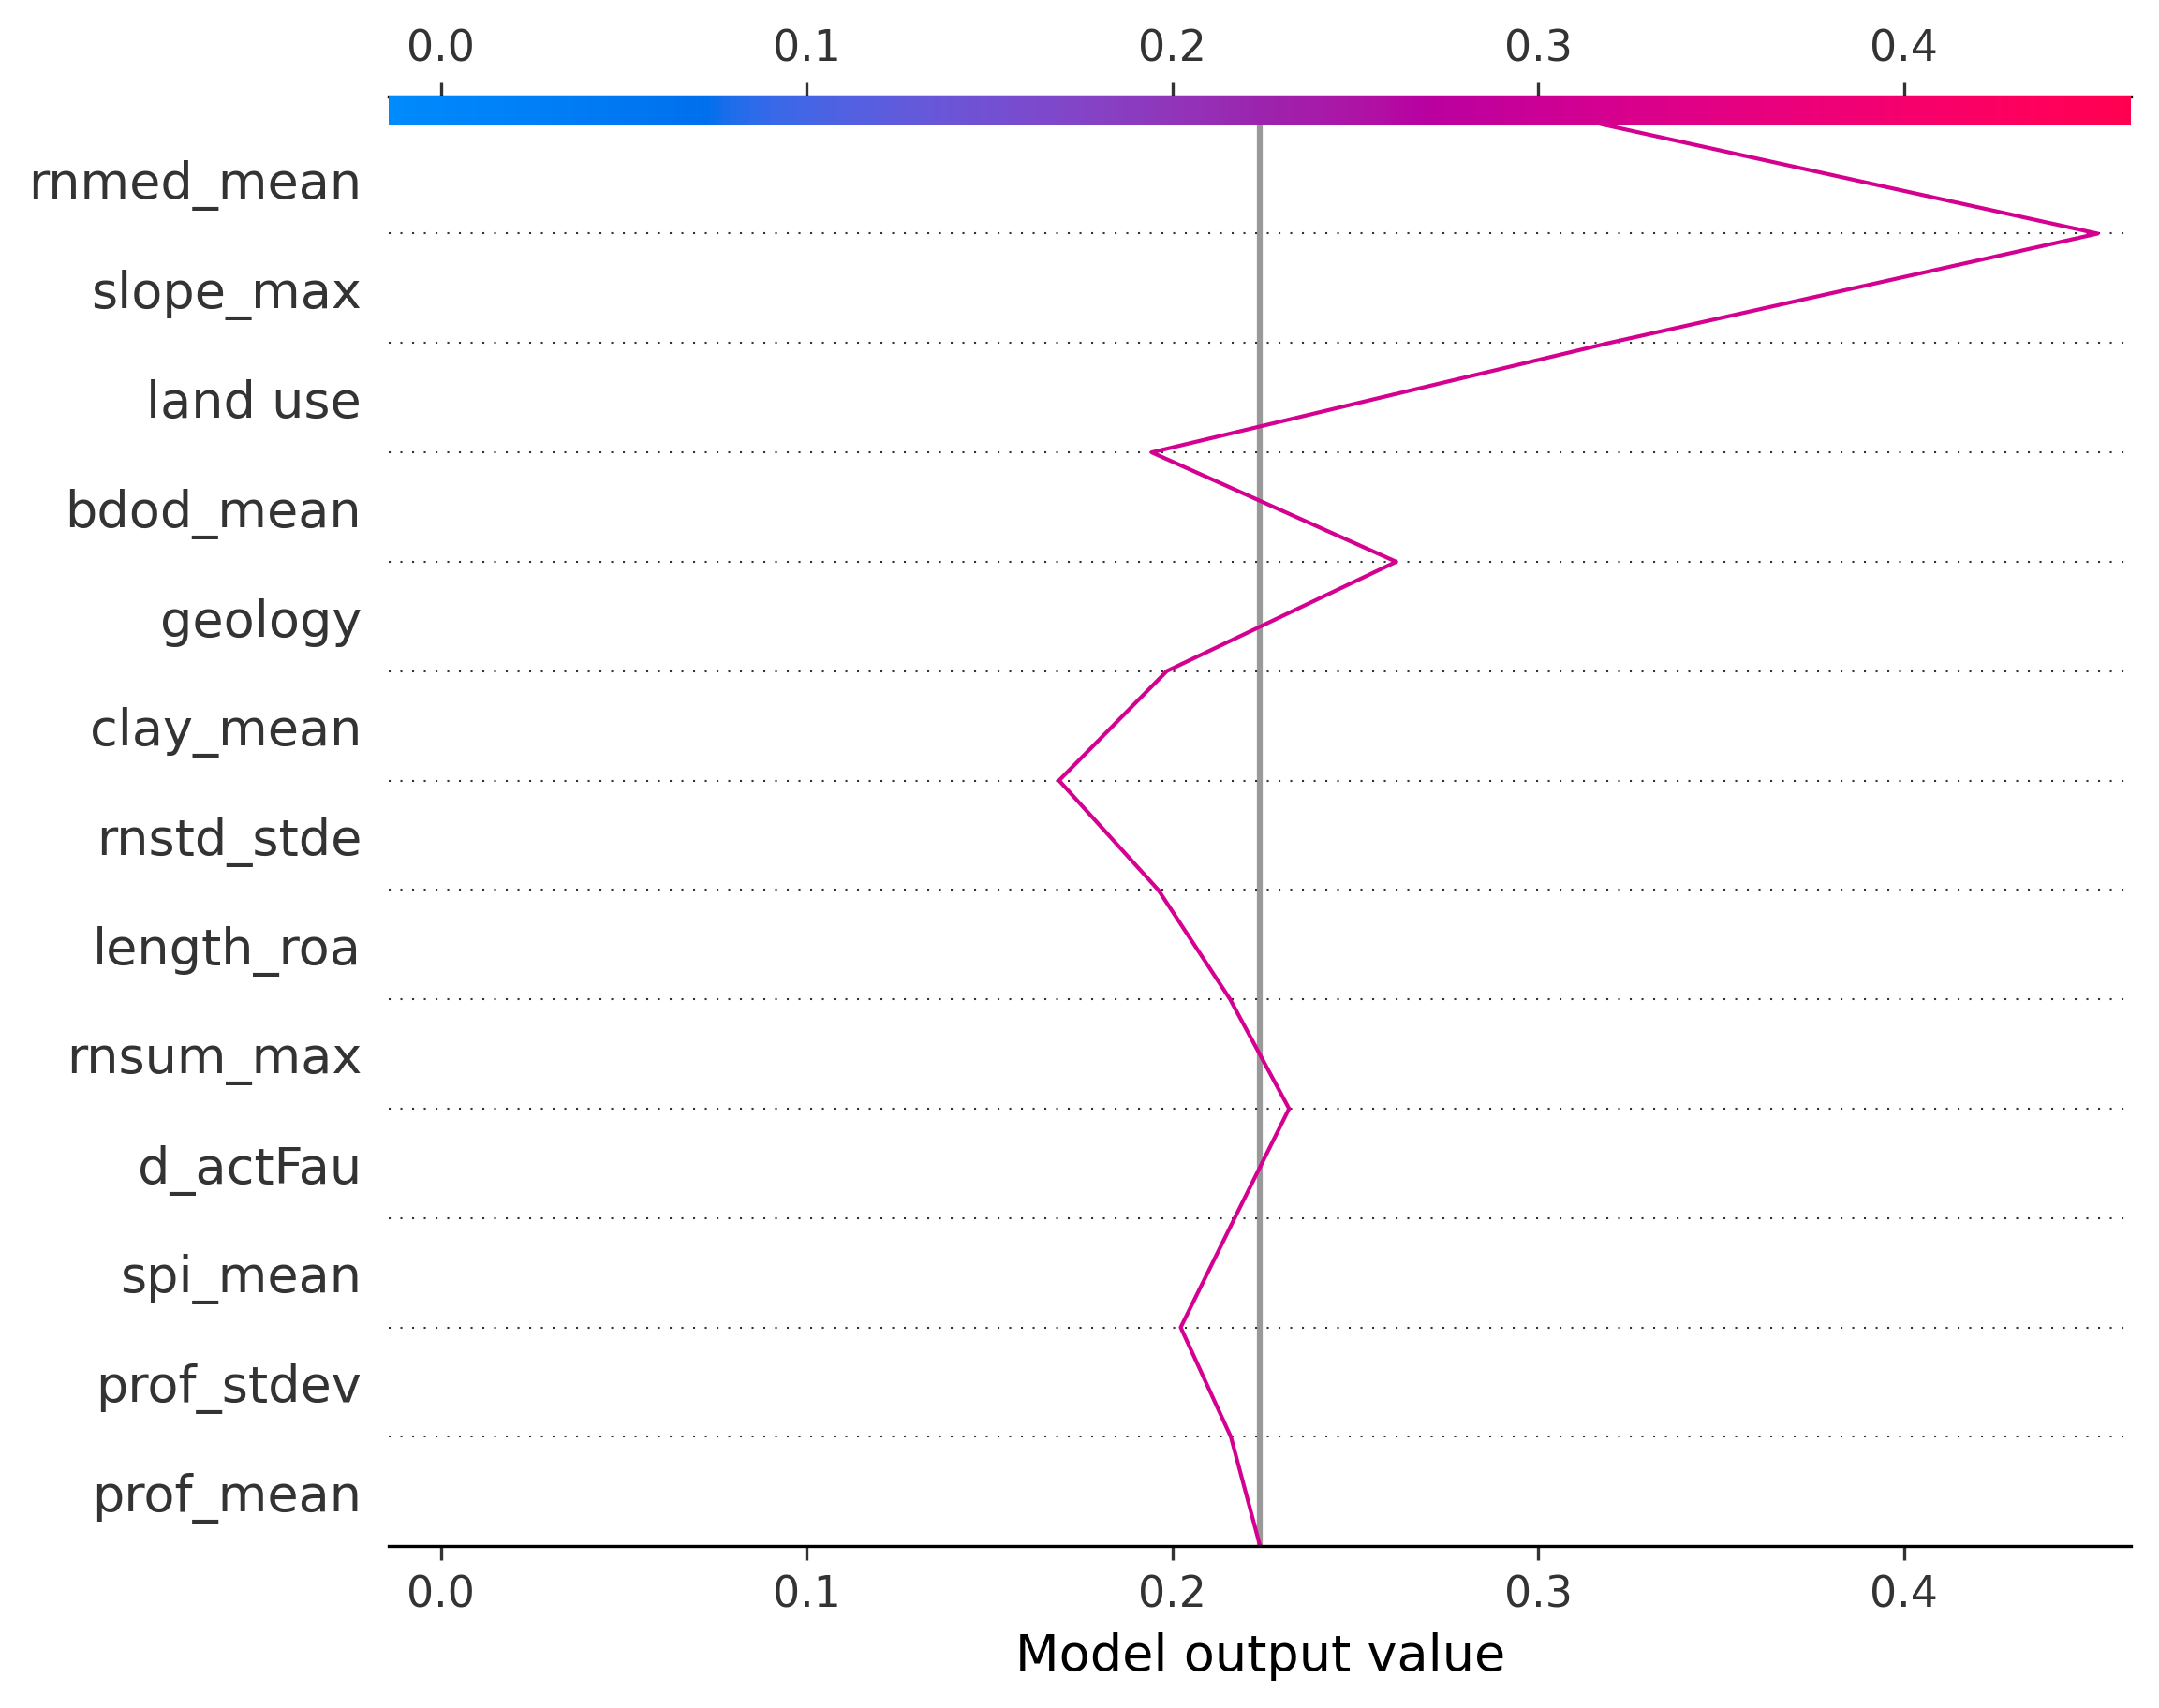 0.0 0.1 0.2 0.3 0.4
rnmed_mean
slope_max
land use
bdod_mean
geology
clay_mean
rnstd_stde
length_roa
rnsum_max
d_actFau
spi_mean
prof_stdev
prof_mean
0.0 0.1 0.2 0.3 0.4
Model output value